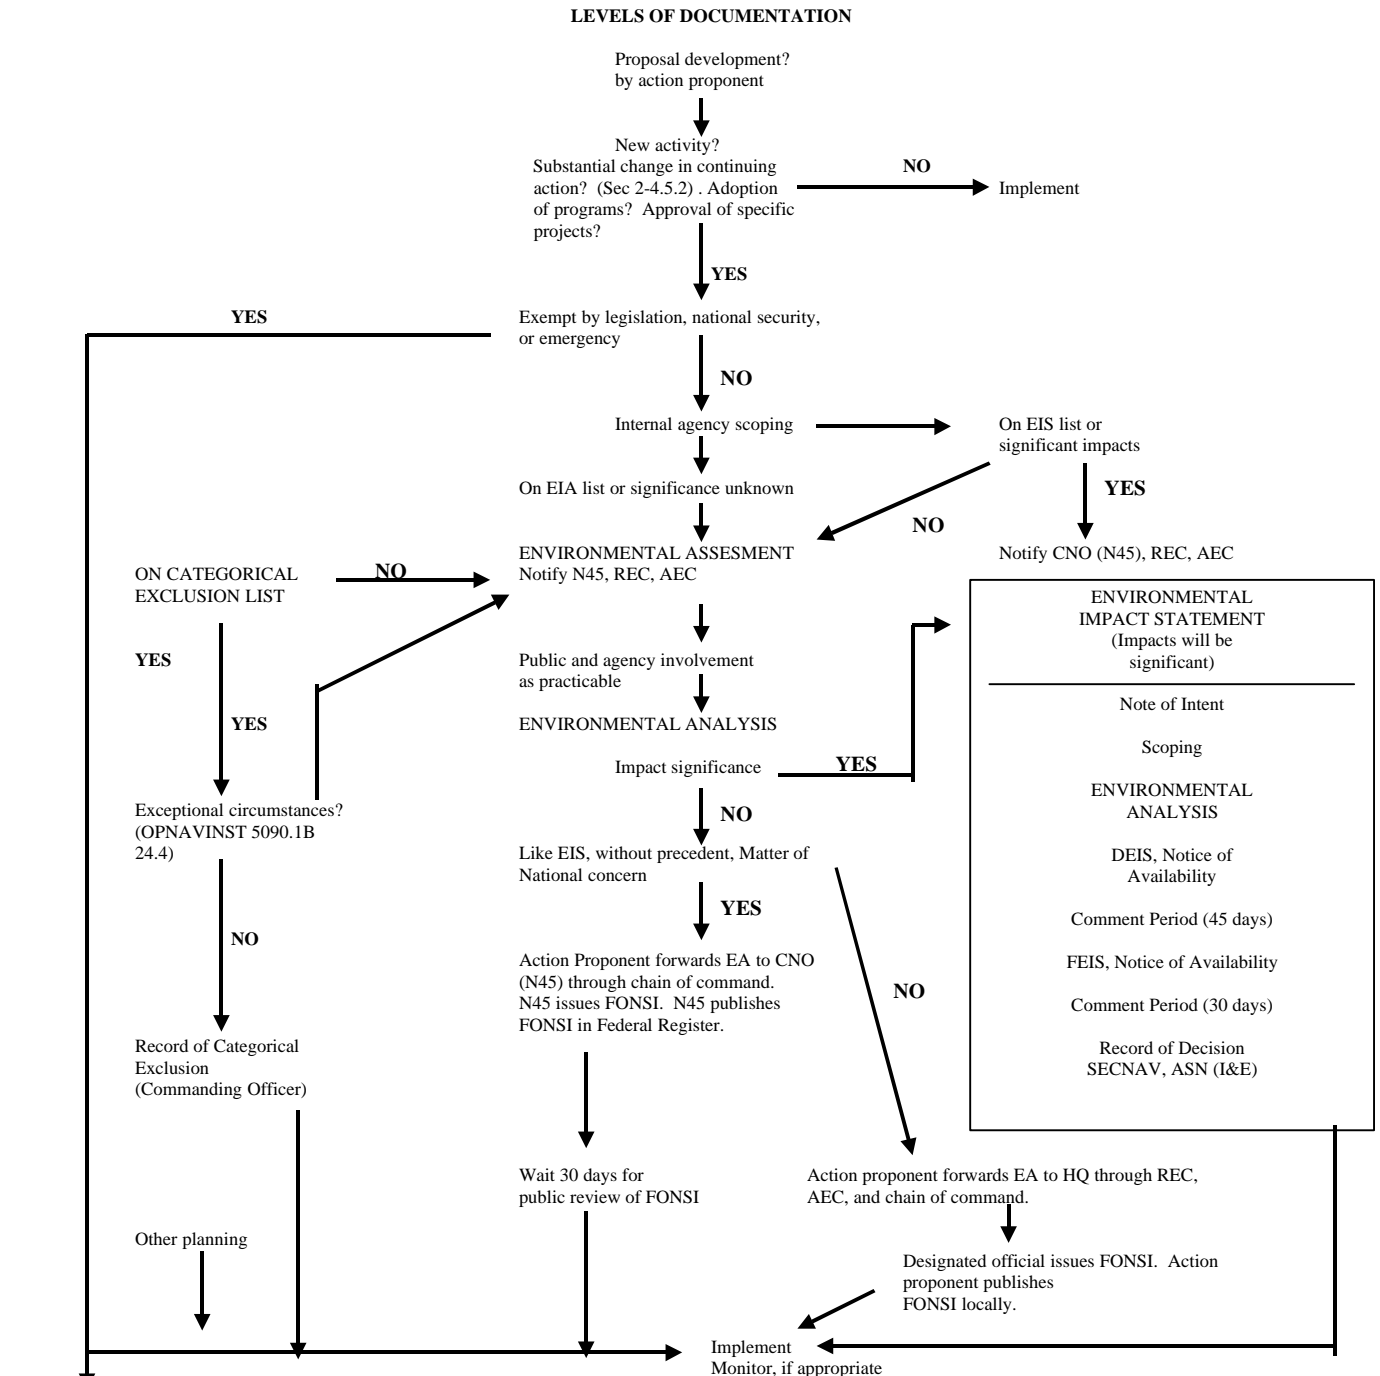 LEVELS OF DOCUMENTATION
Proposal development?
by action proponent
New activity?
Substantial change in continuing
action? (Sec 2-4.5.2) . Adoption
of programs? Approval of specific
projects?
NO
Implement
YES
YES
Exempt by legislation, national security,
or emergency
NO
Internal agency scoping
On EIS list or
significant impacts
On EIA list or significance unknown
YES
NO
ENVIRONMENTAL ASSESMENT
Notify N45, REC, AEC
Notify CNO (N45), REC, AEC
ON CATEGORICAL
EXCLUSION LIST
NO
ENVIRONMENTAL
IMPACT STATEMENT
(Impacts will be
significant)
YES
Public and agency involvement
as practicable
Note of Intent
YES
ENVIRONMENTAL ANALYSIS
Scoping
Impact significance
YES
ENVIRONMENTAL
ANALYSIS
Exceptional circumstances?
(OPNAVINST 5090.1B
24.4)
NO
Like EIS, without precedent, Matter of
National concern
DEIS, Notice of
Availability
YES
Comment Period (45 days)
NO
Action Proponent forwards EA to CNO
(N45) through chain of command.
N45 issues FONSI. N45 publishes
FONSI in Federal Register.
FEIS, Notice of Availability
NO
Comment Period (30 days)
Record of Categorical
Exclusion
(Commanding Officer)
Record of Decision
SECNAV, ASN (I&E)
Wait 30 days for
public review of FONSI
Action proponent forwards EA to HQ through REC,
AEC, and chain of command.
Other planning
Designated official issues FONSI. Action
proponent publishes
FONSI locally.
Implement
Monitor, if appropriate